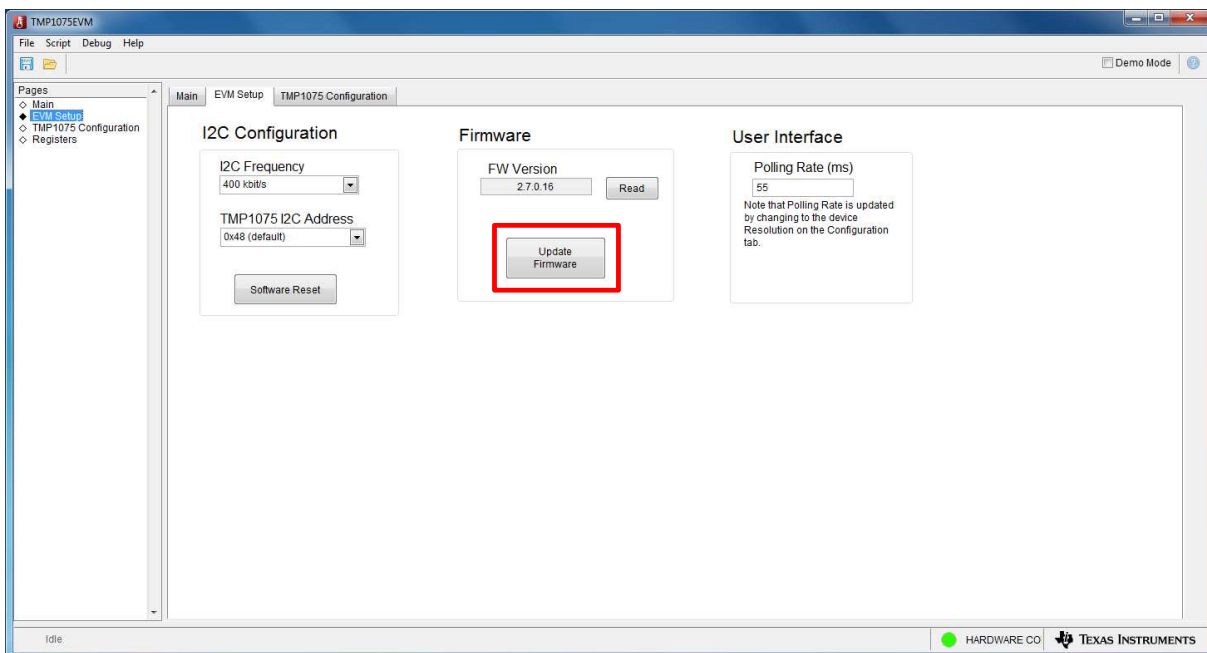 TMP1075EVM
File Script Debug Help
Demo Mode
Pages
Main
EVM Setup
TMP1075 Configuration
Registers
Main EVM Setup TMP1075 Configuration
I2C Configuration
I2C Frequency
400 kbit/s
TMP1075 I2C Address
0x48 (default)
Software Reset
Firmware
FW Version
2.7.0.16 Read
Update
Firmware
User Interface
Polling Rate (ms)
55
Note that Polling Rate is updated
by changing to the device
Resolution on the Configuration
tab.
Idle
HARDWARE CO
TEXAS INSTRUMENTS